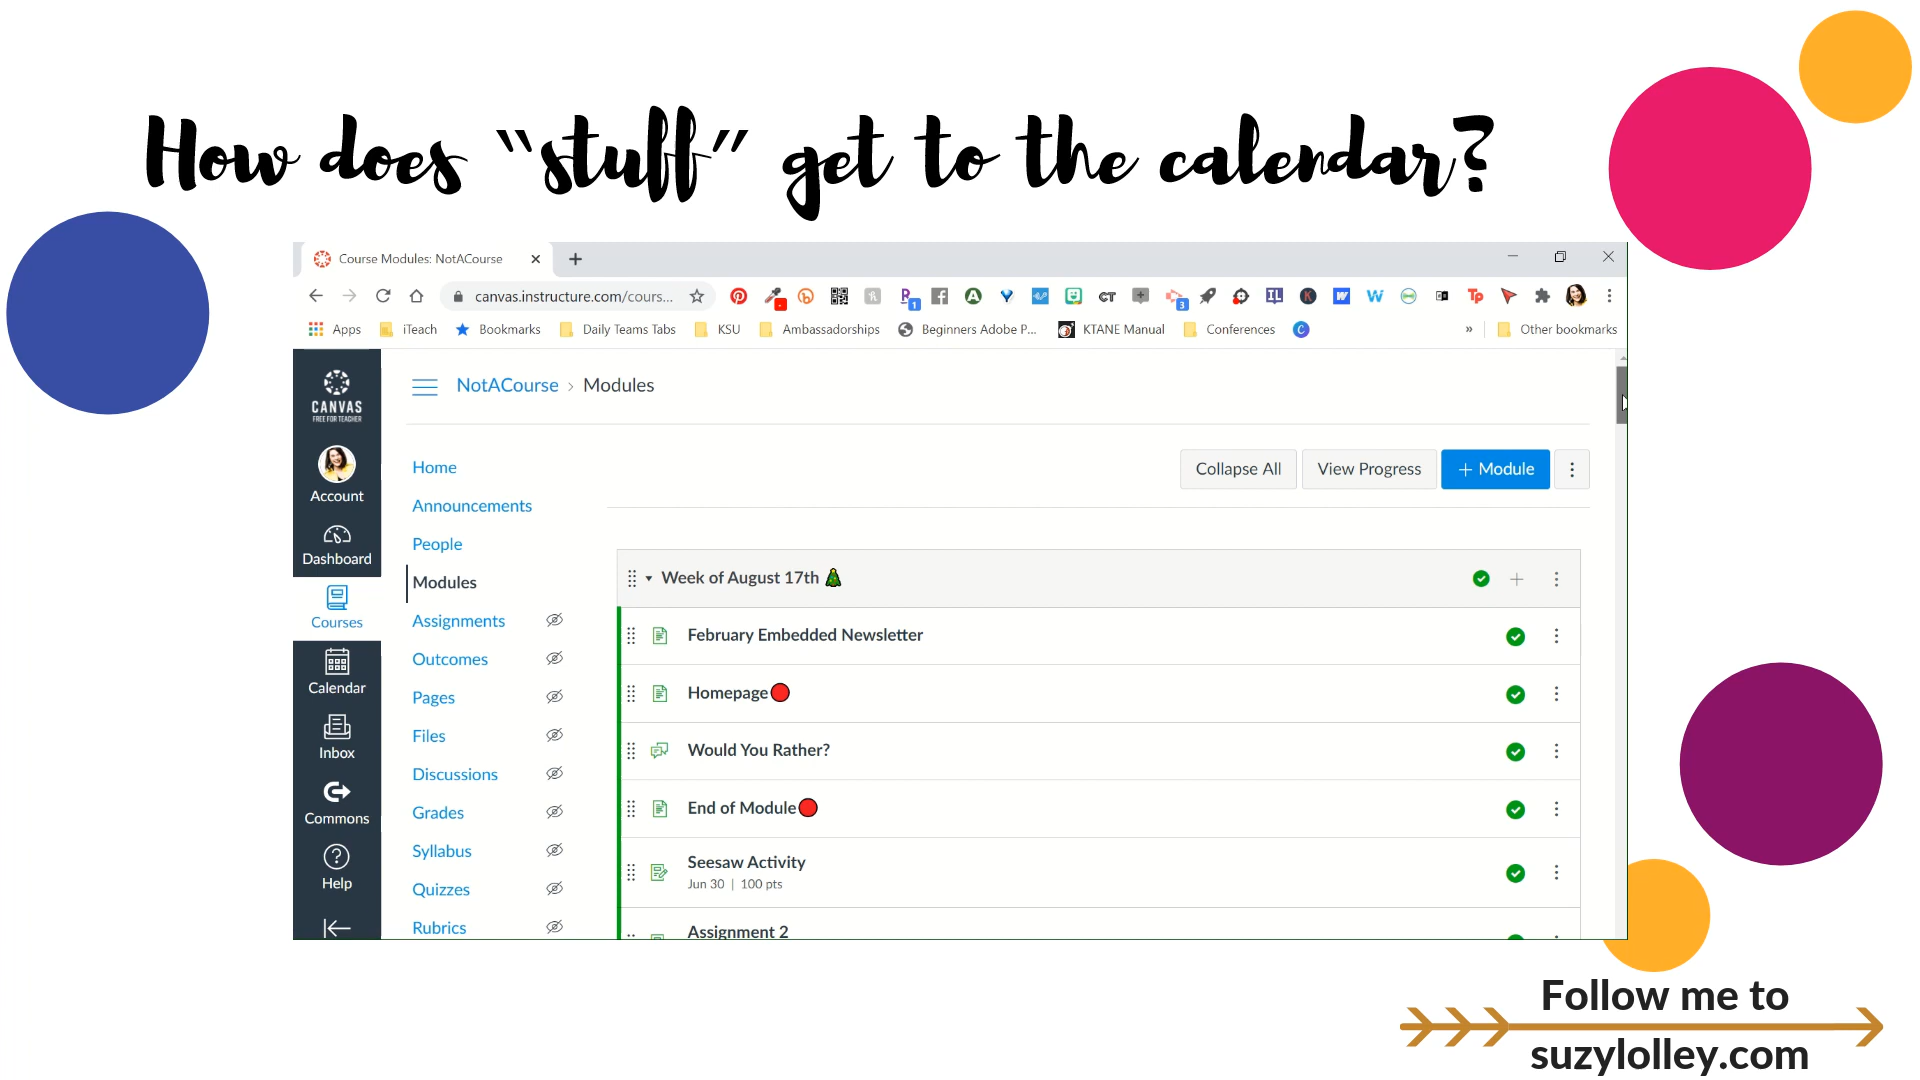 How does "stuff" get to the calendar?
Course Modules: NotACourse
canvas.instructure.com/cours...
Apps iTeach Bookmarks Daily Teams Tabs KSU Ambassadorships Beginners Adobe P... KTANE Manual Conferences » Other bookmarks
CANVAS
FREE FOR TEACHER
Account
Dashboard
Courses
Calendar
Inbox
Commons
Help
NotACourse › Modules
Home
Announcements
People
Modules
Assignments
Outcomes
Pages
Files
Discussions
Grades
Syllabus
Quizzes
Rubrics
Collapse All View Progress + Module
Week of August 17th
February Embedded Newsletter
Homepage
Would You Rather?
End of Module
Seesaw Activity
Jun 30 | 100 pts
Assignment 2
Follow me to
suzylolley.com